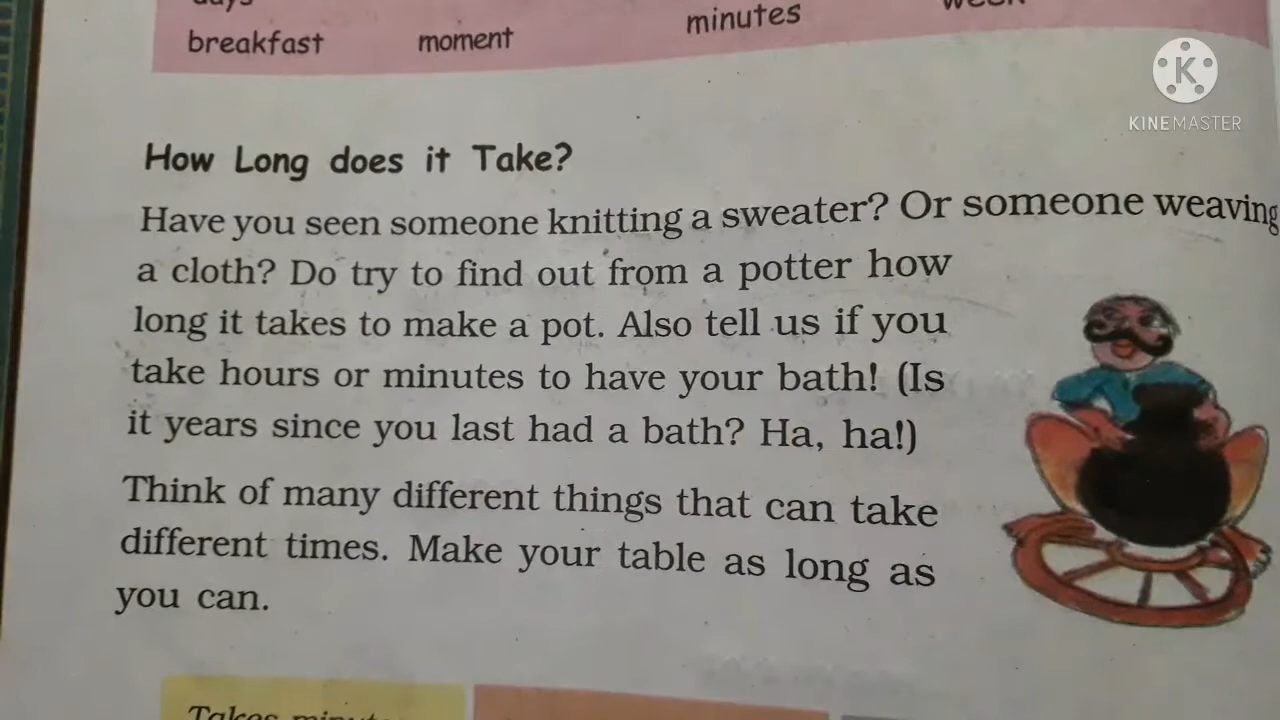 days
minutes
week
breakfast moment
KINEMASTER
How Long does it Take?
Have you seen someone knitting a sweater? Or someone weaving
a cloth? Do try to find out from a potter how
long it takes to make a pot. Also tell us if you
take hours or minutes to have your bath! (Is
it years since you last had a bath? Ha, ha!)
Think of many different things that can take
different times. Make your table as long as
you can.
Takes